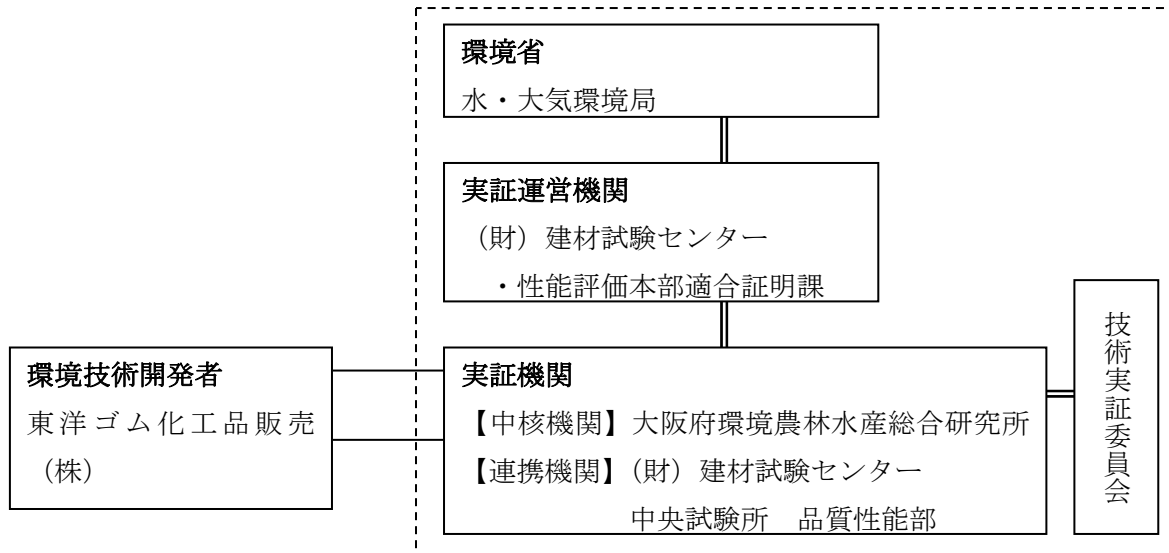 環境省
水・大気環境局
実証運営機関
（財）建材試験センター
・性能評価本部適合証明課
環境技術開発者
東洋ゴム化工品販売
（株）
実証機関
【中核機関】大阪府環境農林水産総合研究所
【連携機関】（財）建材試験センター
中央試験所　品質性能部
技術実証委員会